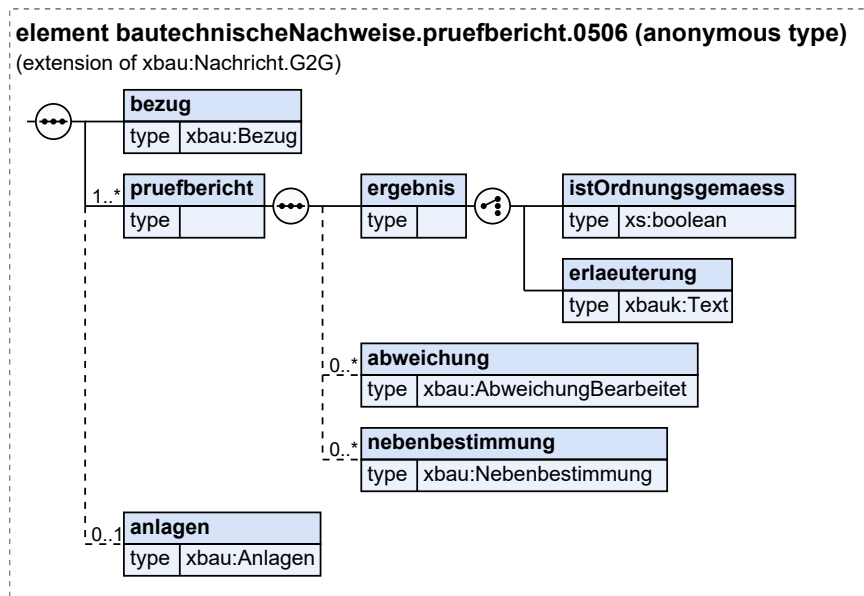 element bautechnischeNachweise.pruefbericht.0506 (anonymous type)
(extension of xbau:Nachricht.G2G)
bezug
type xbau:Bezug
1..* pruefbericht
type
ergebnis
type
istOrdnungsgemaess
type xs:boolean
erlaeuterung
type xbauk:Text
0..* abweichung
type xbau:AbweichungBearbeitet
0..* nebenbestimmung
type xbau:Nebenbestimmung
0..1 anlagen
type xbau:Anlagen